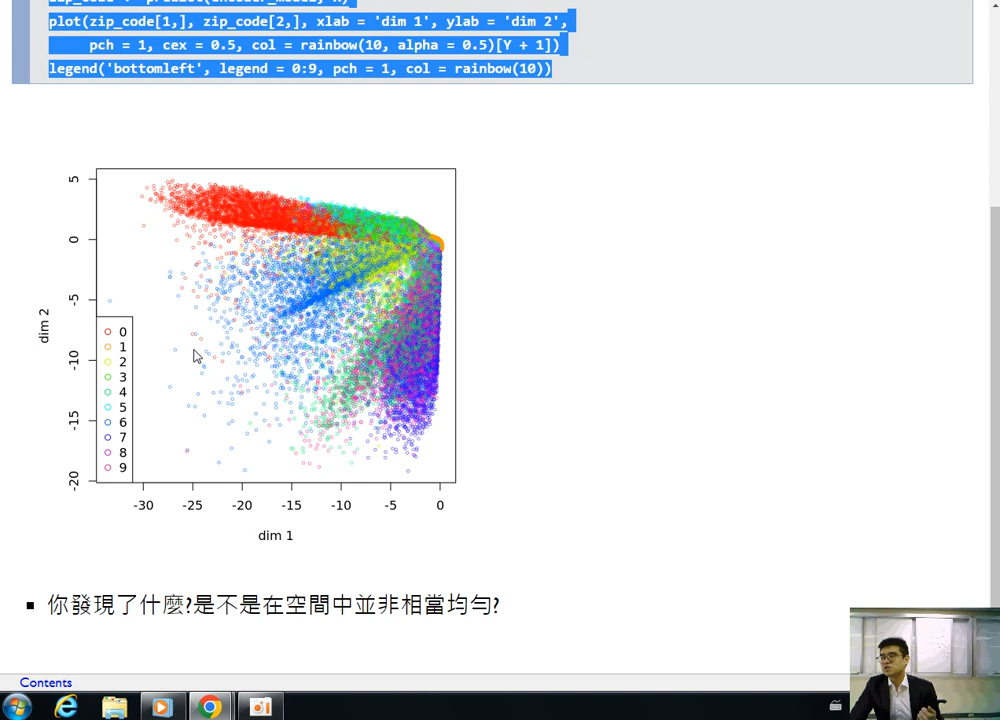 plot(zip_code[1,], zip_code[2,], xlab = 'dim 1', ylab = 'dim 2',
pch = 1, cex = 0.5, col = rainbow(10, alpha = 0.5)[Y + 1])
legend('bottomleft', legend = 0:9, pch = 1, col = rainbow(10))
5
0
-5
-10
-15
-20
dim 2
0
1
2
3
4
5
6
7
8
9
-30 -25 -20 -15 -10 -5 0
dim 1
你發現了什麼?是不是在空間中並非相當均勻?
Contents